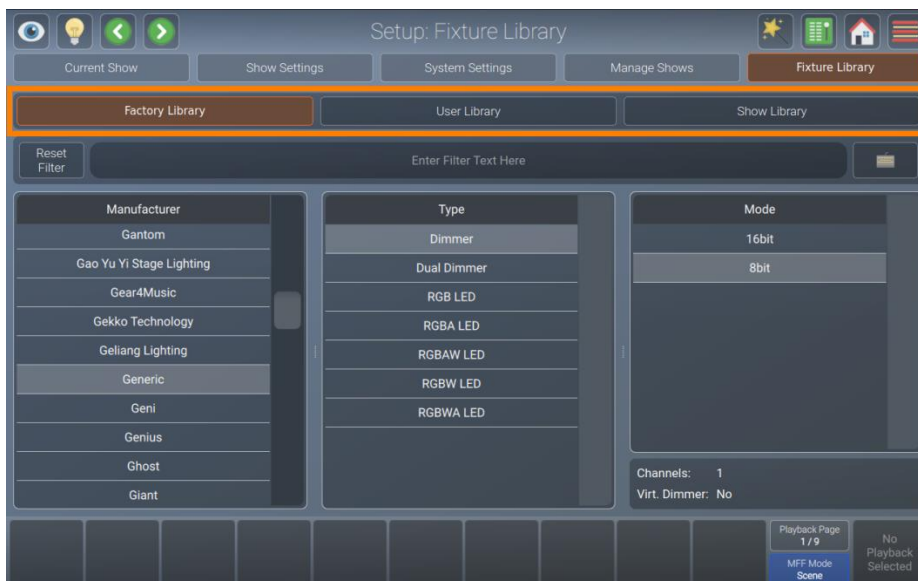 Setup: Fixture Library
Current Show
Show Settings
System Settings
Manage Shows
Fixture Library
Factory Library
User Library
Show Library
Reset
Filter
Enter Filter Text Here
Manufacturer
Gantom
Gao Yu Yi Stage Lighting
Gear4Music
Gekko Technology
Geliang Lighting
Generic
Geni
Genius
Ghost
Giant
Type
Dimmer
Dual Dimmer
RGB LED
RGBA LED
RGBAW LED
RGBW LED
RGBWA LED
Mode
16bit
8bit
Channels: 1
Virt. Dimmer: No
Playback Page
1/9
MFF Mode
Scene
No
Playback
Selected